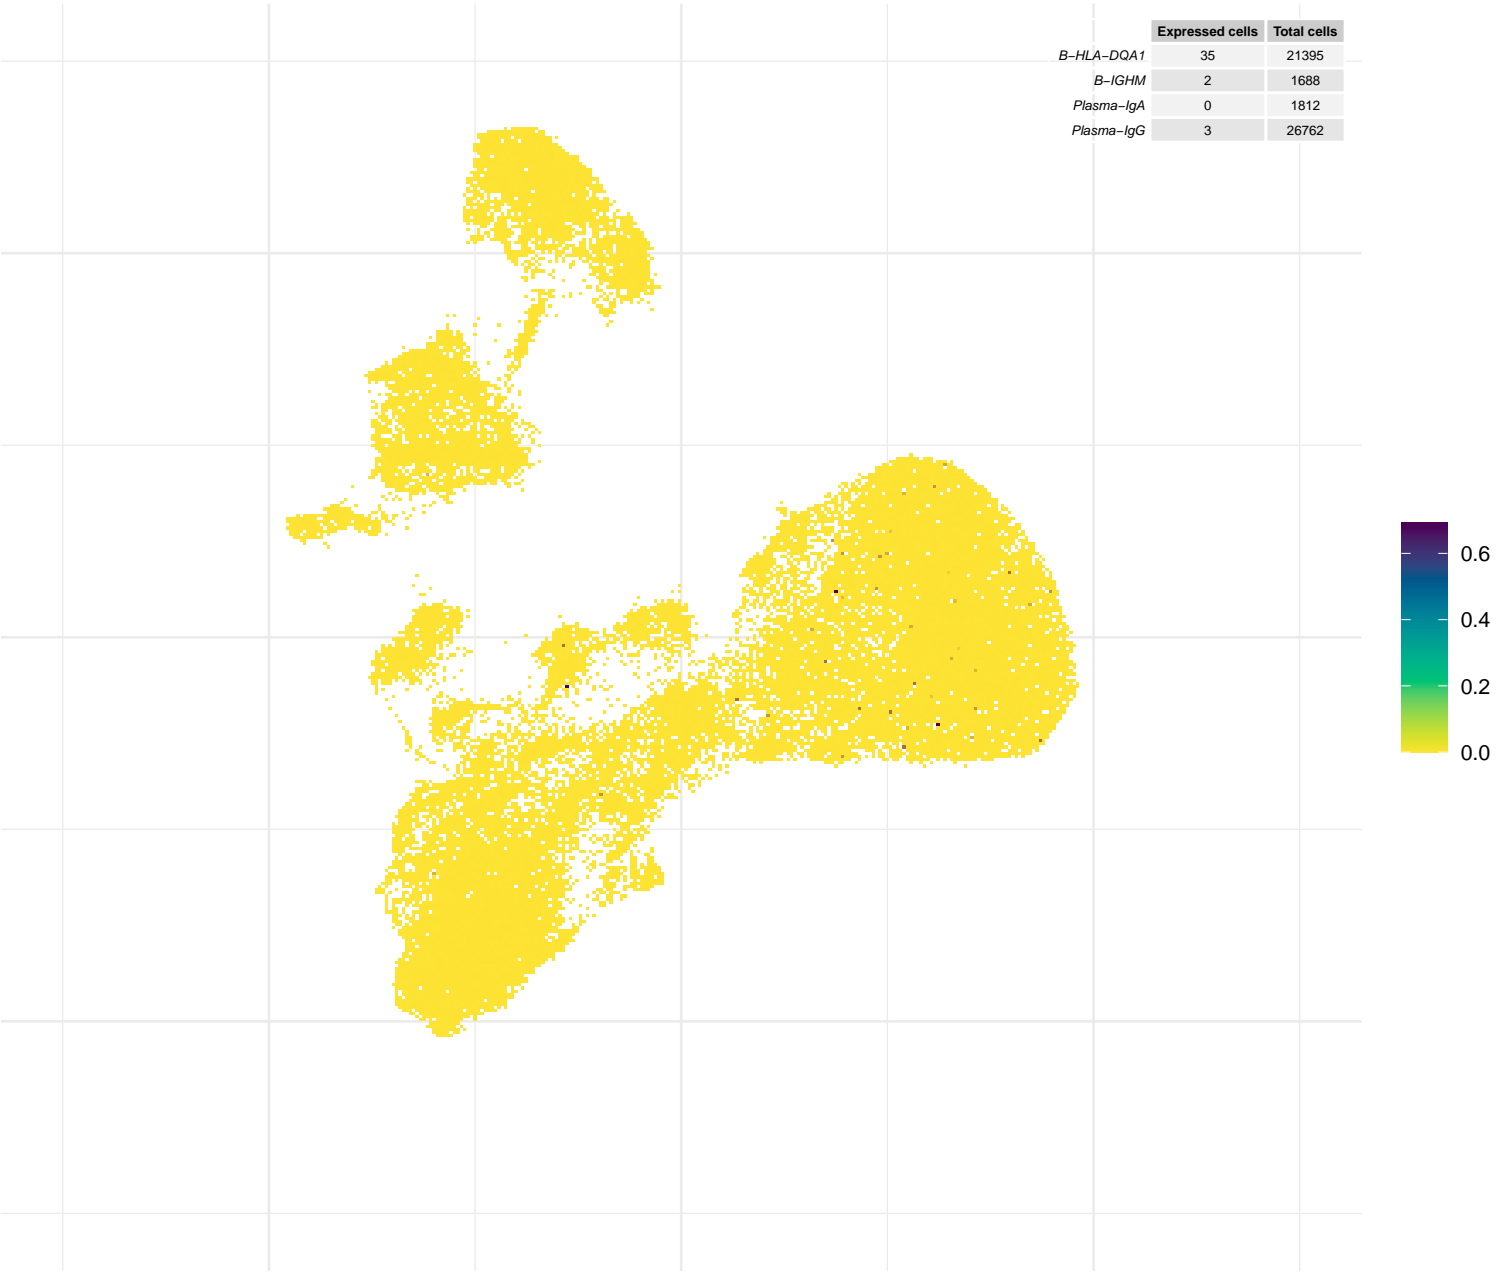 Expressed cells Total cells
B−HLA−DQA1 35 21395
B−IGHM 2 1688
Plasma−IgA 0 1812
Plasma−IgG 3 26762
0.6
0.4
0.2
0.0